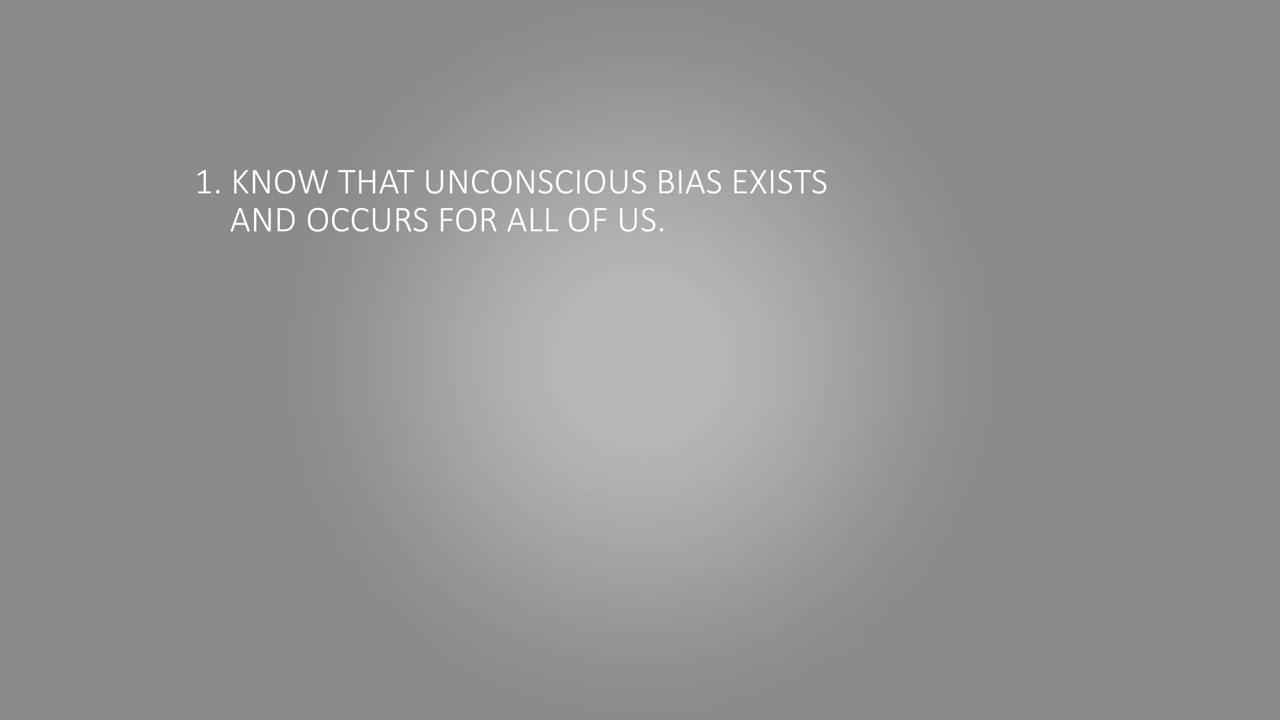 1. KNOW THAT UNCONSCIOUS BIAS EXISTS
AND OCCURS FOR ALL OF US.